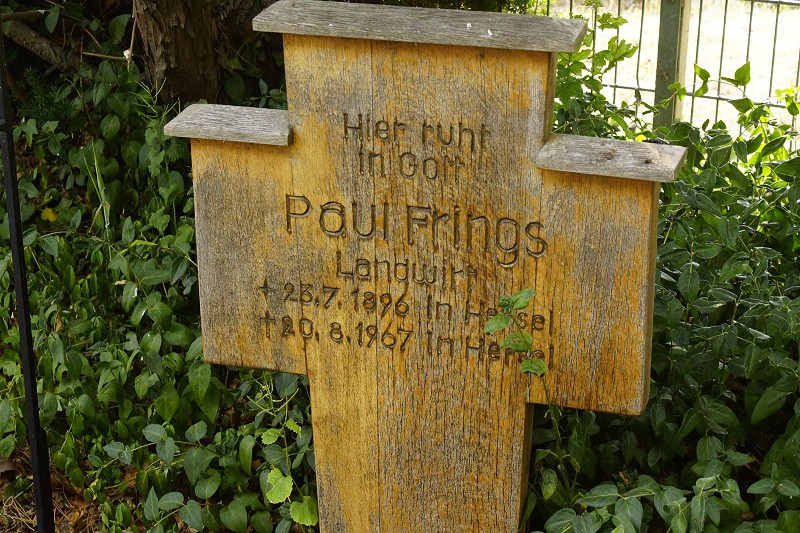 Hier ruht
in Gott
Paul Frings
Landwirt
+ 23.7.1896 in Hersel
+ 20.8.1967 in Hersel